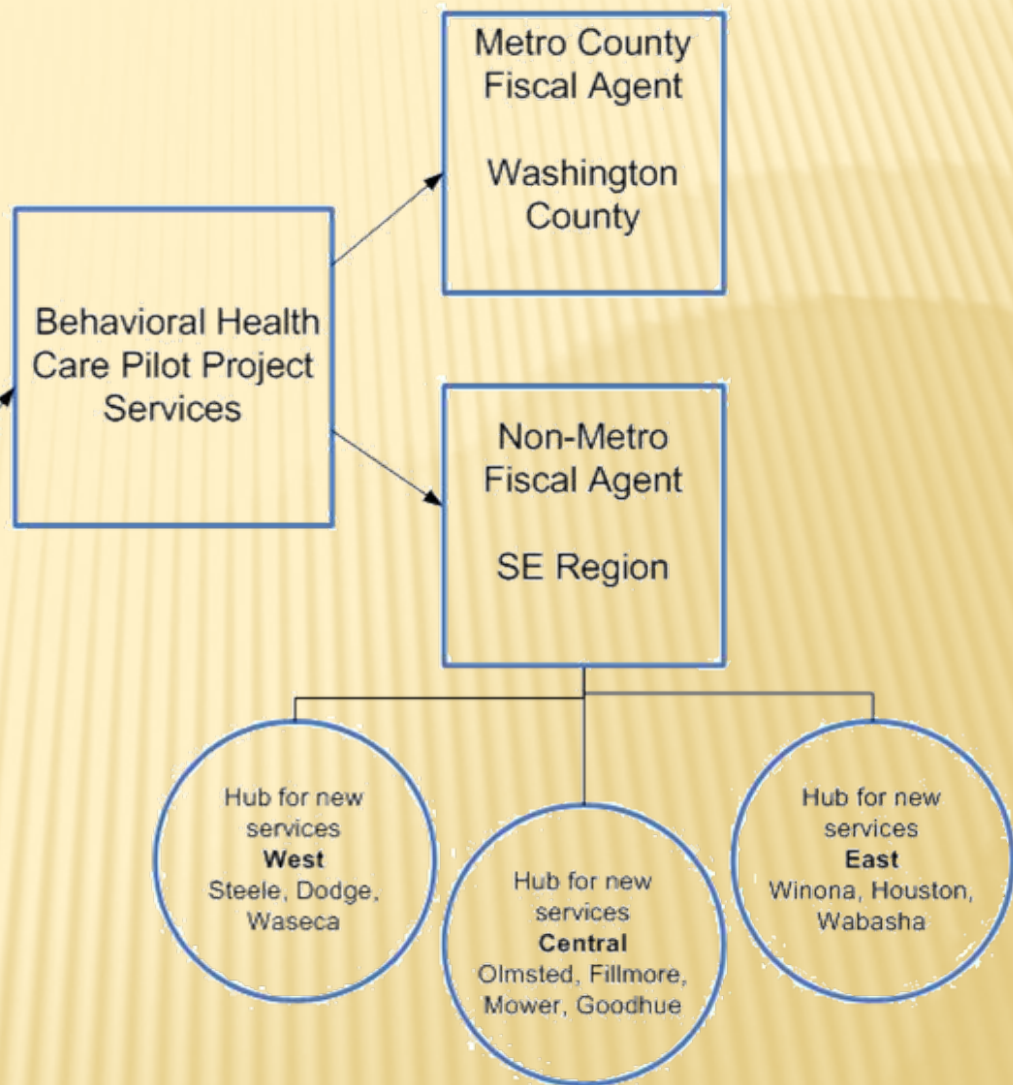 Metro County
Fiscal Agent
Washington
County
Behavioral Health
Care Pilot Project
Services
Non-Metro
Fiscal Agent
SE Region
Hub for new
services
West
Steele, Dodge,
Waseca
Hub for new
services
Central
Olmsted, Fillmore,
Mower, Goodhue
Hub for new
services
East
Winona, Houston,
Wabasha